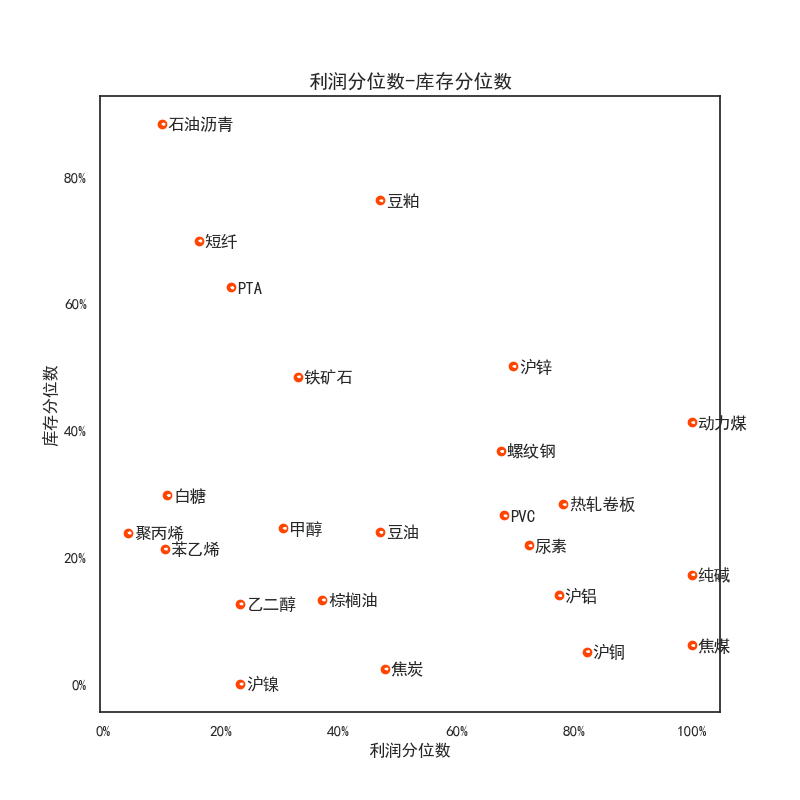 利润分位数-库存分位数
石油沥青
80%
豆粕
短纤
PTA
60%
沪锌
铁矿石
库存分位数
40%
动力煤
螺纹钢
白糖
热轧卷板
PVC
甲醇
豆油
聚丙烯
尿素
苯乙烯
20%
纯碱
沪铝
棕榈油
乙二醇
焦煤
沪铜
焦炭
0%
沪镍
0%
20%
40%
60%
80%
100%
利润分位数